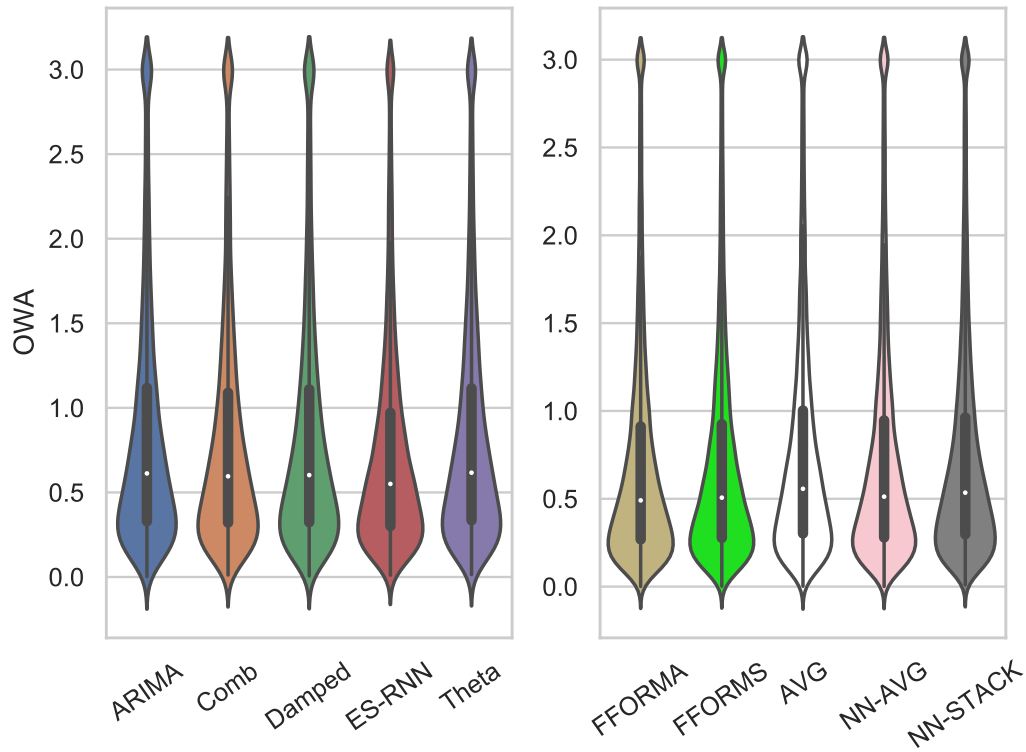 OWA
3.0
2.5
2.0
1.5
1.0
0.5
0.0
ARIMA
Comb
Damped
ES-RNN
Theta
3.0
2.5
2.0
1.5
1.0
0.5
0.0
FFORMA
FFORMS
AVG
NN-AVG
NN-STACK